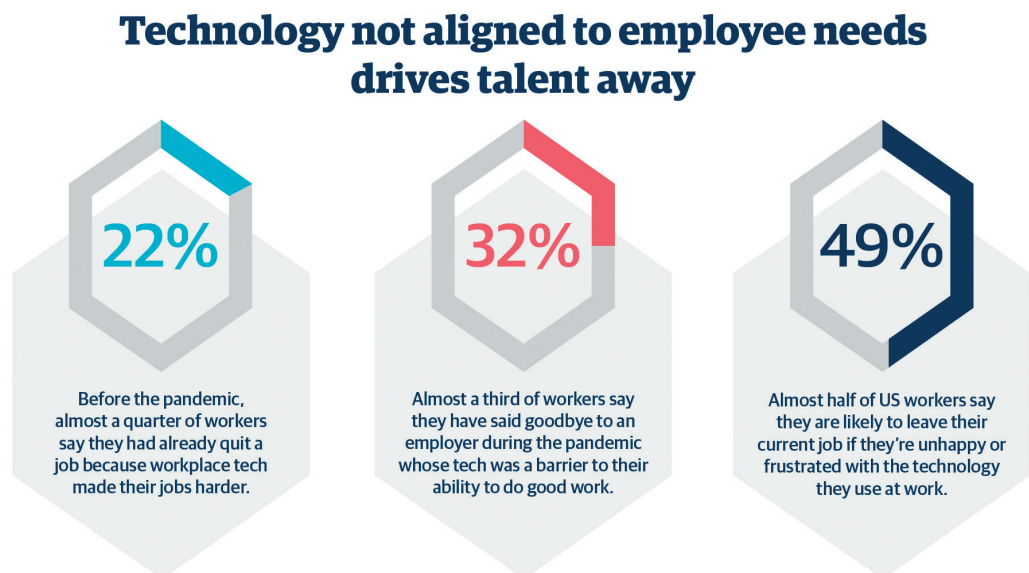 Technology not aligned to employee needs
drives talent away
22%
Before the pandemic,
almost a quarter of workers
say they had already quit a
job because workplace tech
made their jobs harder.
32%
Almost a third of workers say
they have said goodbye to an
employer during the pandemic
whose tech was a barrier to their
ability to do good work.
49%
Almost half of US workers say
they are likely to leave their
current job if they're unhappy or
frustrated with the technology
they use at work.